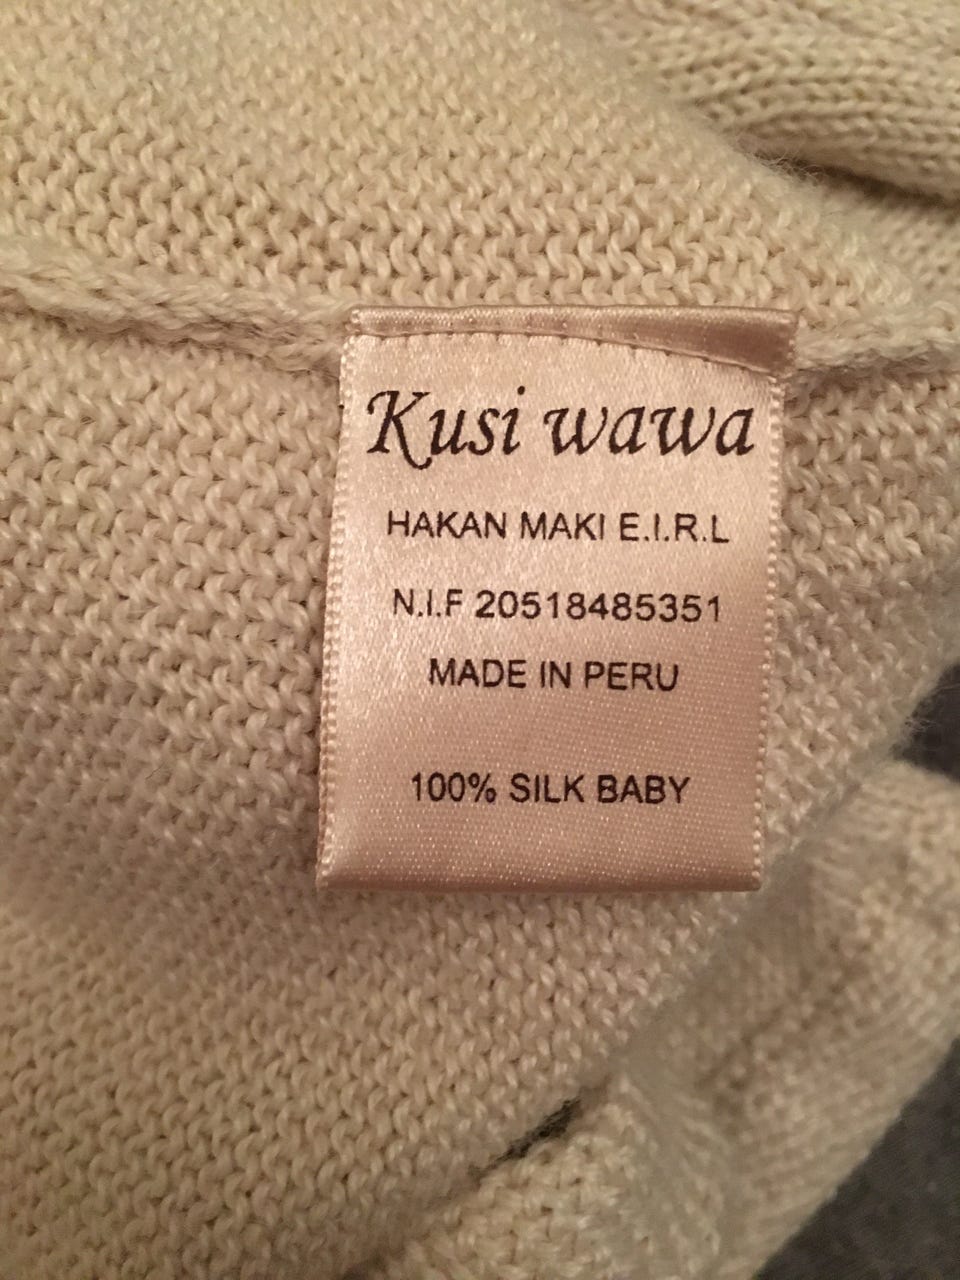 Kusi wawa
HAKAN MAKI E.I.R.L
N.I.F 20518485351
MADE IN PERU
100% SILK BABY